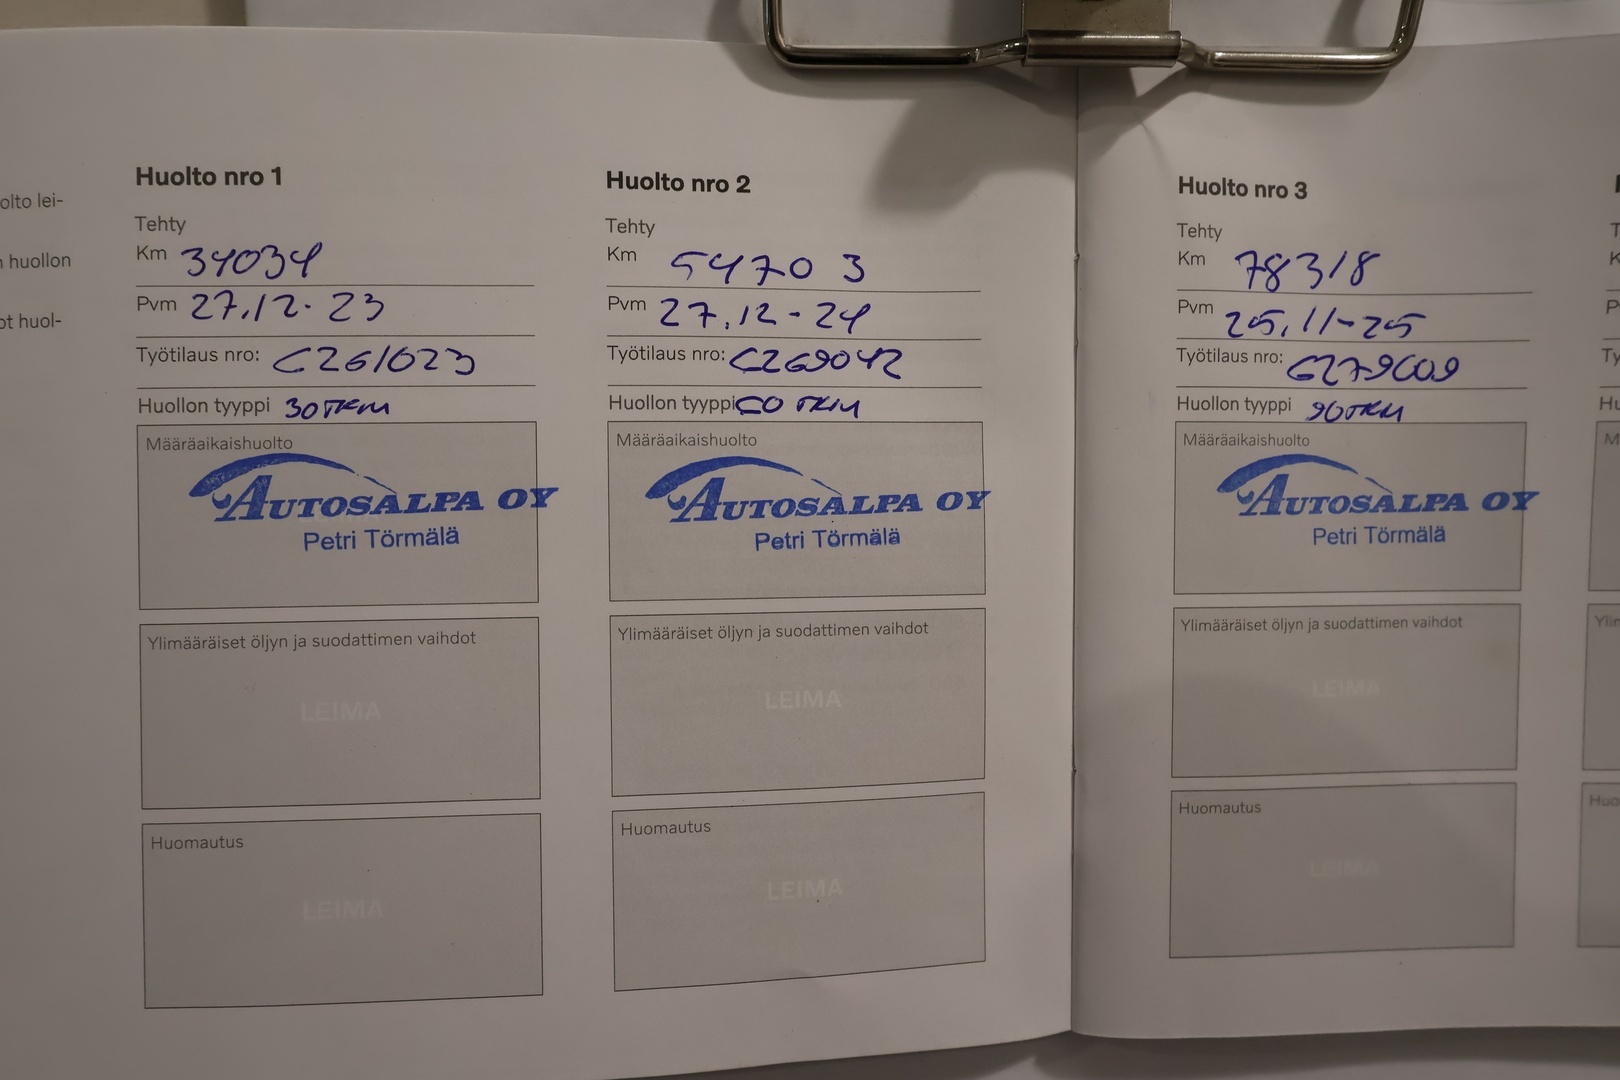 olto lei-
n huollon
ot huol-
Huolto nro 1
Tehty
Km 34034
Pvm 27.12.23
Työtilaus nro: C261023
Huollon tyyppi 30TKM
Määräaikaishuolto
AUTOSALPA OY
Petri Törmälä
Ylimääräiset öljyn ja suodattimen vaihdot
LEIMA
Huomautus
LEIMA
Huolto nro 2
Tehty
Km 54703
Pvm 27.12-24
Työtilaus nro: C269042
Huollon tyyppi 60 TKM
Määräaikaishuolto
AUTOSALPA OY
Petri Törmälä
Ylimääräiset öljyn ja suodattimen vaihdot
LEIMA
Huomautus
LEIMA
Huolto nro 3
Tehty
Km 78318
Pvm 25.11-25
Työtilaus nro:
Huollon tyyppi 90TKM
Määräaikaishuolto
AUTOSALPA OY
Petri Törmälä
Ylimääräiset öljyn ja suodattimen vaihdot
LEIMA
Huomautus
LEIMA